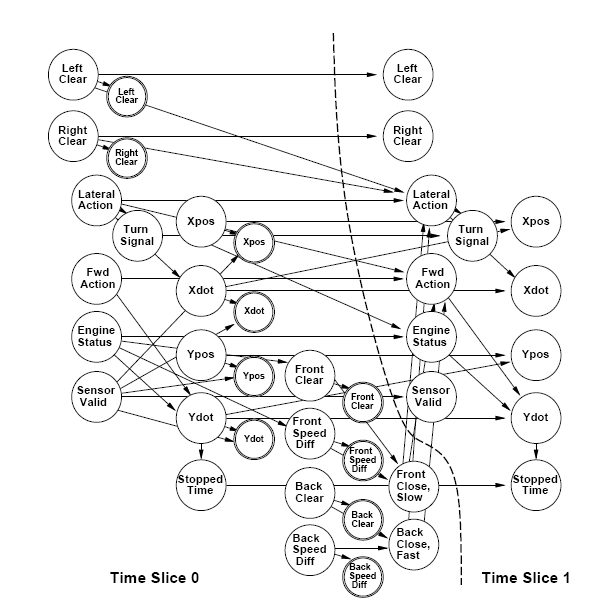 Left
Clear
Left
Clear
Left
Clear
Right
Clear
Right
Clear
Right
Clear
Lateral
Action
Turn
Signal
Xpos
Xpos
Lateral
Action
Turn
Signal
Xpos
Fwd
Action
Xdot
Xdot
Fwd
Action
Xdot
Engine
Status
Ypos
Ypos
Front
Clear
Front
Clear
Engine
Status
Ypos
Sensor
Valid
Ydot
Ydot
Front
Speed
Diff
Front
Speed
Diff
Sensor
Valid
Ydot
Stopped
Time
Back
Clear
Back
Clear
Front
Close,
Slow
Stopped
Time
Back
Speed
Diff
Back
Speed
Diff
Back
Close,
Fast
Time Slice 0
Time Slice 1